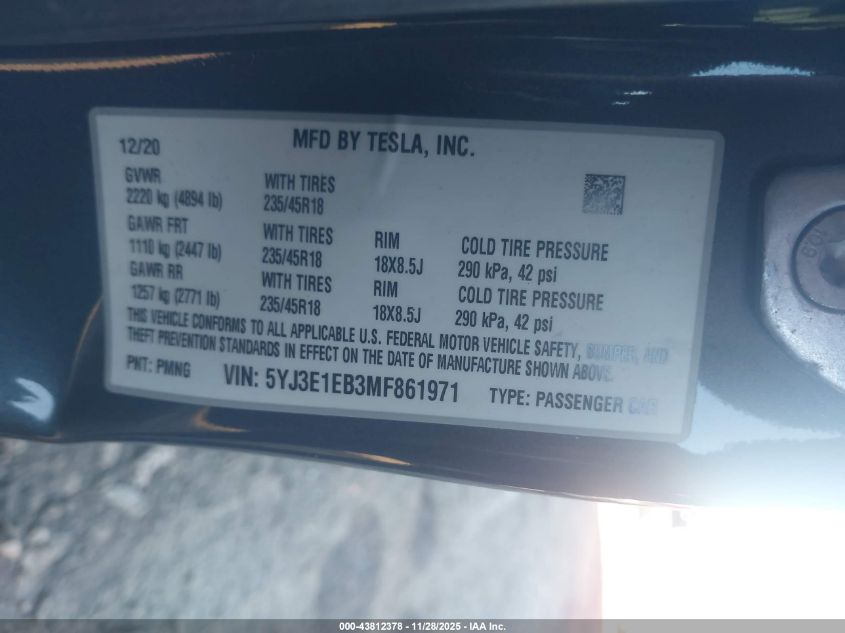 12/20
MFD BY TESLA, INC.
GVWR
2220 kg (4894 lb)
WITH TIRES
235/45R18
GAWR FRT
1110 kg (2447 lb)
WITH TIRES
235/45R18
RIM
18X8.5J
COLD TIRE PRESSURE
290 kPa, 42 psi
GAWR RR
1257 kg (2771 lb)
WITH TIRES
235/45R18
RIM
18X8.5J
COLD TIRE PRESSURE
290 kPa, 42 psi
THIS VEHICLE CONFORMS TO ALL APPLICABLE U.S. FEDERAL MOTOR VEHICLE SAFETY, BUMPER, AND
THEFT PREVENTION STANDARDS IN EFFECT ON THE DATE OF MANUFACTURE SHOWN ABOVE.
PNT: PMNG
VIN: 5YJ3E1EB3MF861971
TYPE: PASSENGER CAR
000-43812378 - 11/28/2025 - IAA Inc.